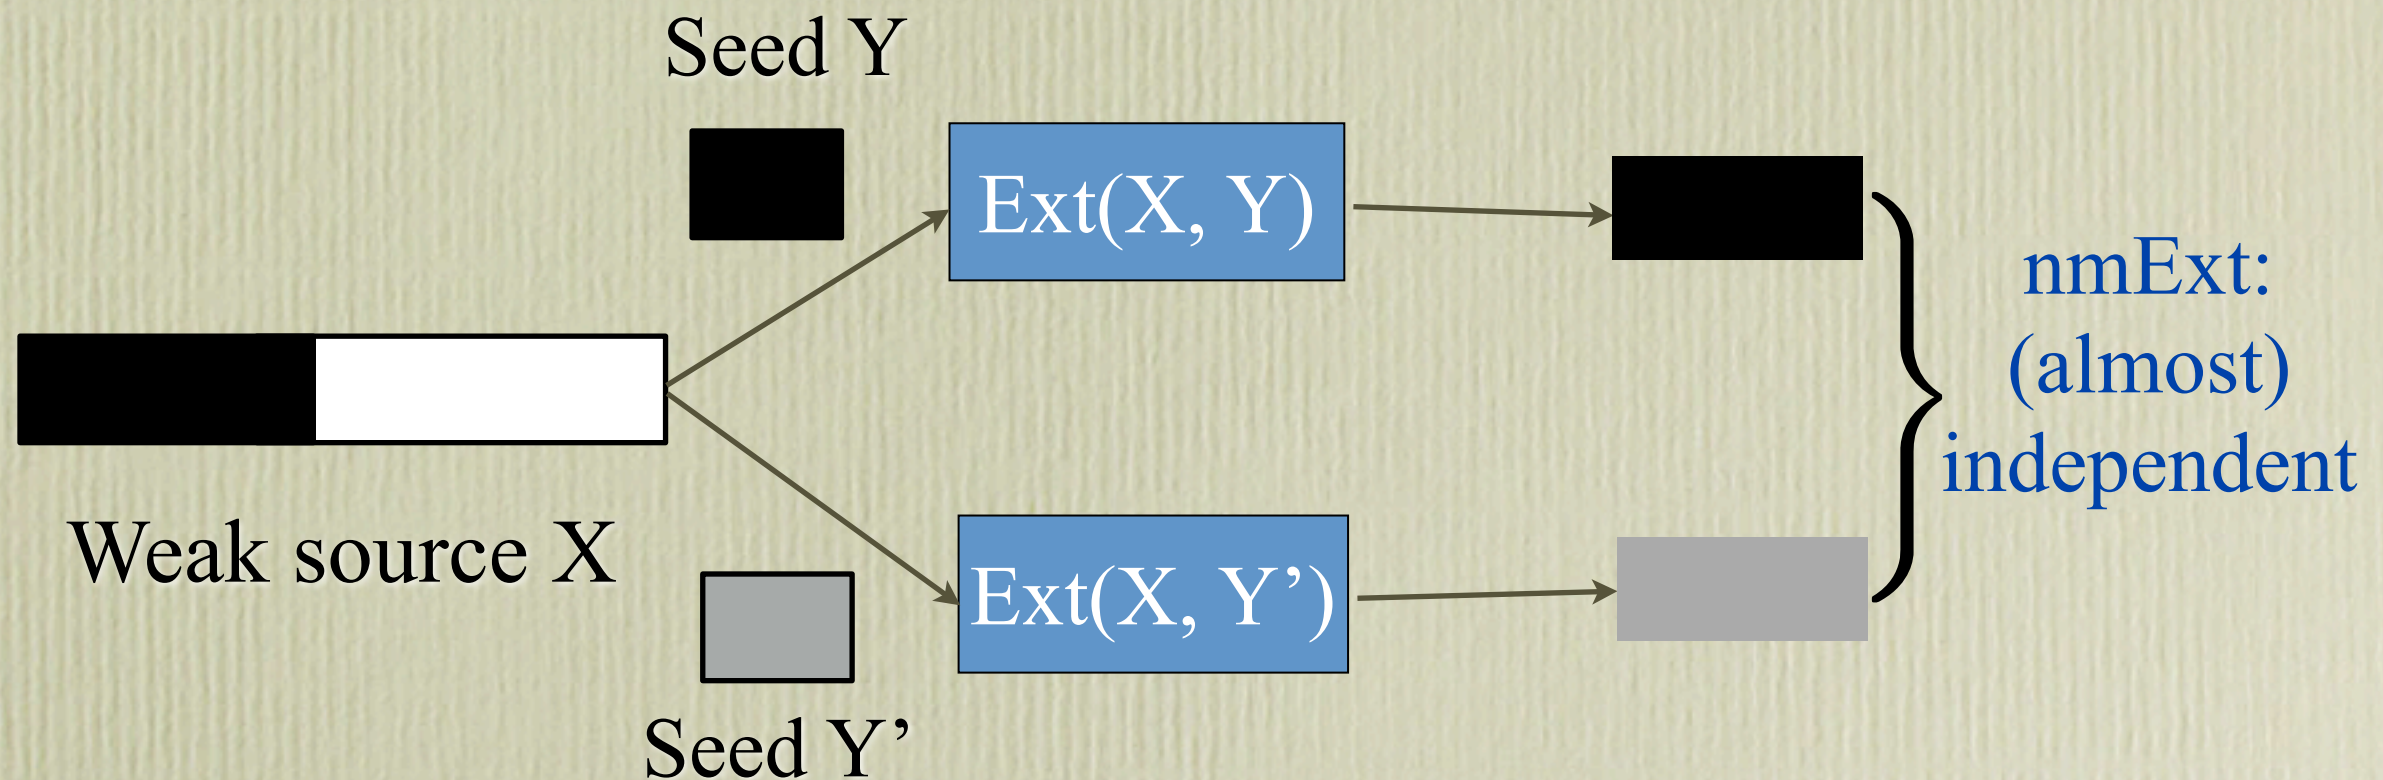 Seed Y
Ext(X, Y)
nmExt:
(almost)
independent
Weak source X
Ext(X, Y’)
Seed Y’